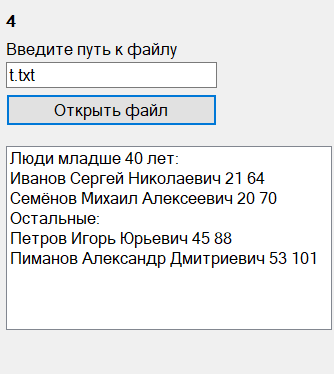 4
Введите путь к файлу
t.txt
Открыть файл
Люди младше 40 лет:
Иванов Сергей Николаевич 21 64
Семёнов Михаил Алексеевич 20 70
Остальные:
Петров Игорь Юрьевич 45 88
Пиманов Александр Дмитриевич 53 101